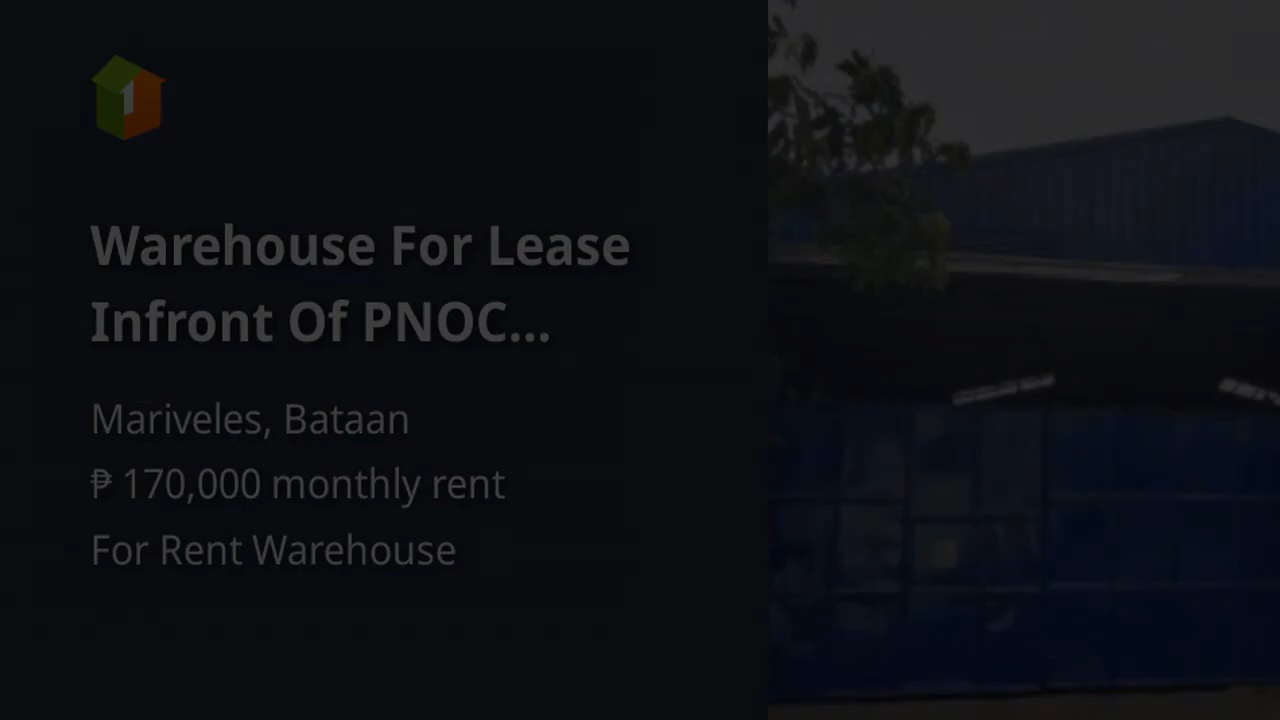 Warehouse For Lease
Infront Of PNOC...
Mariveles, Bataan
₱ 170,000 monthly rent
For Rent Warehouse